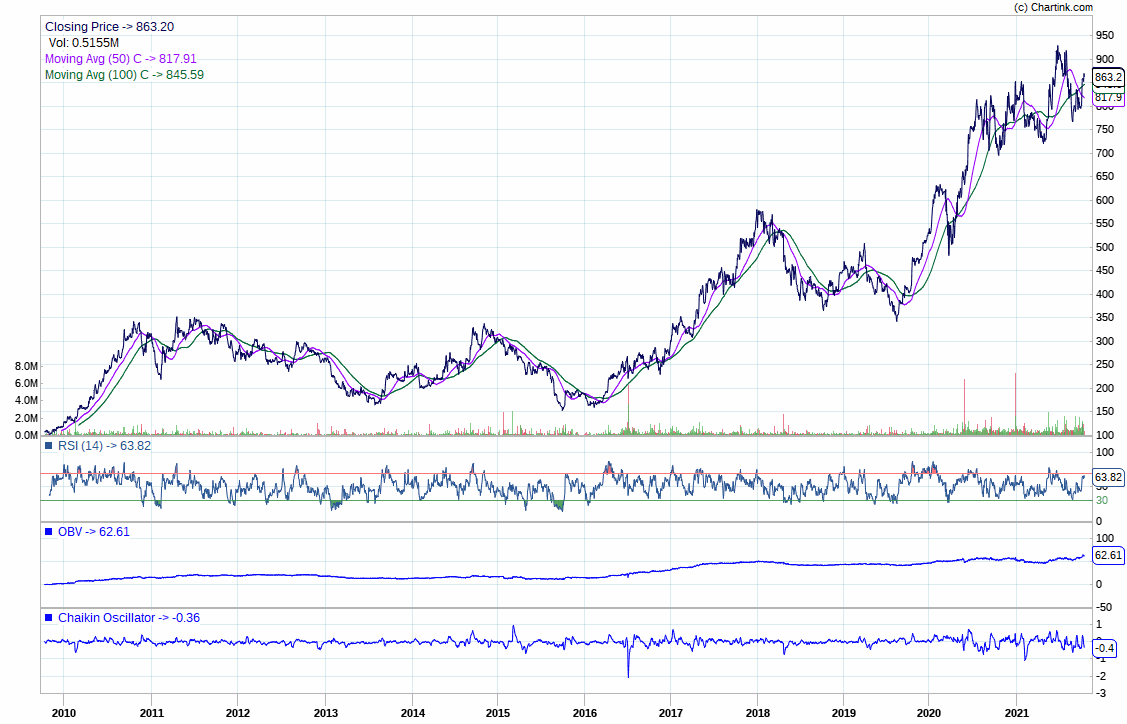 (c) Chartink.com
Closing Price -> 863.20
Vol: 0.5155M
Moving Avg (50) C -> 817.91
Moving Avg (100) C -> 845.59
950
900
863.2
817.9
800
750
700
650
600
550
500
450
400
350
300
250
200
150
100
8.0M
6.0M
4.0M
2.0M
0.0M
RSI (14) -> 63.82
100
63.82
50
30
0
OBV -> 62.61
100
62.61
0
-50
Chaikin Oscillator -> -0.36
1
0
-0.4
-1
-2
-3
2010 2011 2012 2013 2014 2015 2016 2017 2018 2019 2020 2021